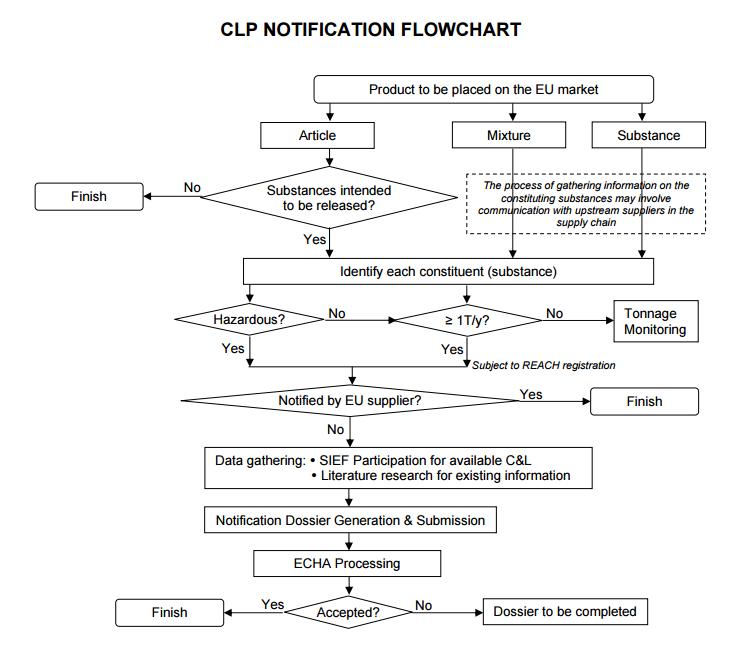 CLP NOTIFICATION FLOWCHART
Product to be placed on the EU market
Article
Mixture
Substance
Finish
No
Substances intended
to be released?
The process of gathering information on the
constituting substances may involve
communication with upstream suppliers in the
supply chain
Yes
Identify each constituent (substance)
Hazardous?
No
≥ 1T/y?
No
Tonnage
Monitoring
Yes
Yes
Subject to REACH registration
Notified by EU supplier?
Yes
Finish
No
Data gathering: • SIEF Participation for available C&L
• Literature research for existing information
Notification Dossier Generation & Submission
ECHA Processing
Finish
Yes
Accepted?
No
Dossier to be completed